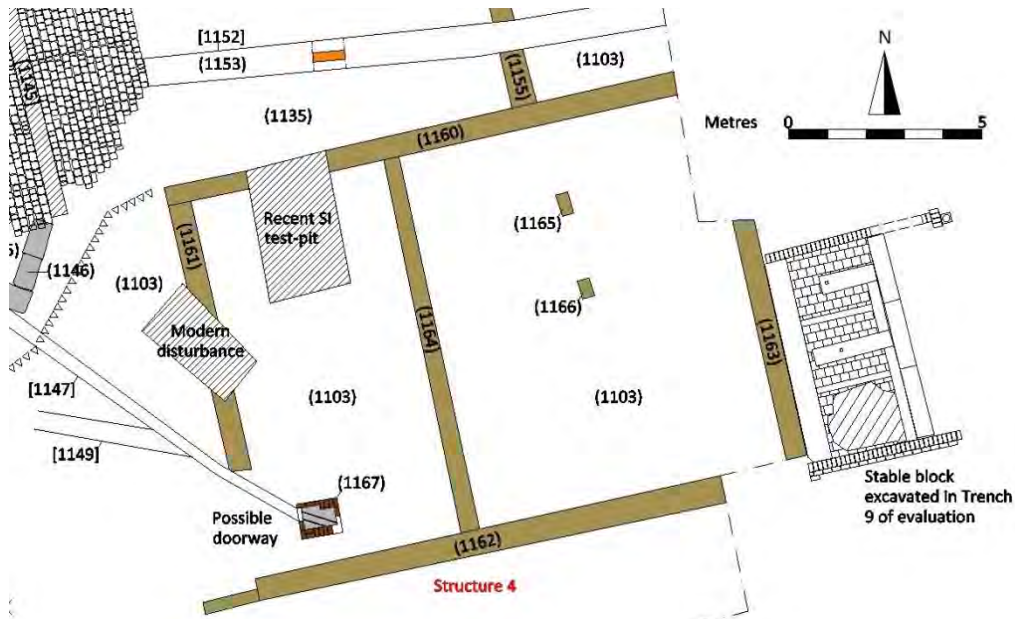 [1152]
(1153)
(1145)
(1103)
(1155)
N
Metres
0
5
(1135)
(1160)
Recent SI
test-pit
(1165)
(1161)
(1146)
(1103)
(1166)
Modern
disturbance
(1164)
(1163)
[1147]
(1103)
(1103)
[1149]
(1167)
Possible
doorway
Stable block
excavated in Trench
9 of evaluation
(1162)
Structure 4